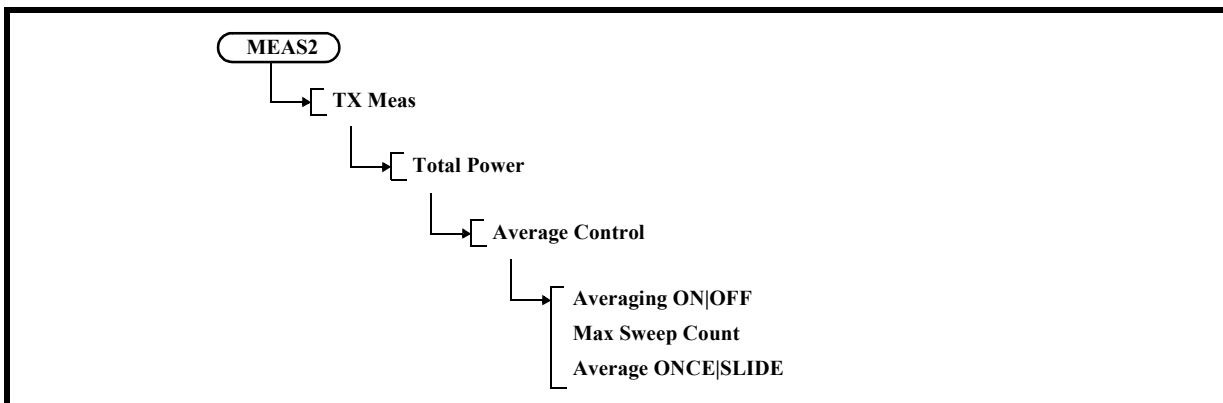 MEAS2
TX Meas
Total Power
Average Control
Averaging ON|OFF
Max Sweep Count
Average ONCE|SLIDE